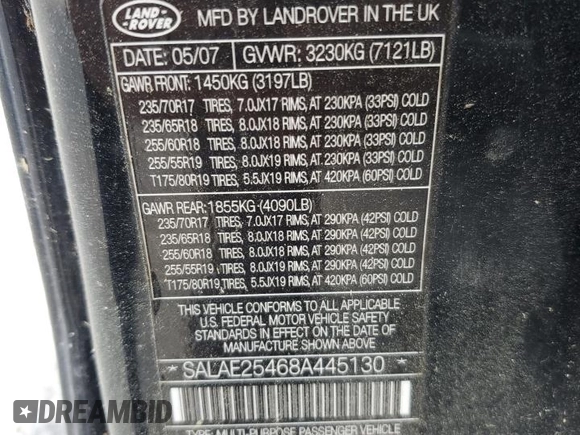 LAND-
ROVER
MFD BY LANDROVER IN THE UK
DATE: 05/07 GVWR: 3230KG (7121LB)
GAWR FRONT: 1450KG (3197LB)
235/70R17 TIRES, 7.0JX17 RIMS, AT 230KPA (33PSI) COLD
235/65R18 TIRES, 8.0JX18 RIMS, AT 230KPA (33PSI) COLD
255/60R18 TIRES, 8.0JX18 RIMS, AT 230KPA (33PSI) COLD
255/55R19 TIRES, 8.0JX19 RIMS, AT 230KPA (33PSI) COLD
T175/80R19 TIRES, 5.5JX19 RIMS, AT 420KPA (60PSI) COLD
GAWR REAR: 1855KG (4090LB)
235/70R17 TIRES, 7.0JX17 RIMS, AT 290KPA (42PSI) COLD
235/65R18 TIRES, 8.0JX18 RIMS, AT 290KPA (42PSI) COLD
255/60R18 TIRES, 8.0JX18 RIMS, AT 290KPA (42PSI) COLD
255/55R19 TIRES, 8.0JX19 RIMS, AT 290KPA (42PSI) COLD
T175/80R19 TIRES, 5.5JX19 RIMS, AT 420KPA (60PSI) COLD
THIS VEHICLE CONFORMS TO ALL APPLICABLE
U.S. FEDERAL MOTOR VEHICLE SAFETY
STANDARDS IN EFFECT ON THE DATE OF
MANUFACTURE SHOWN ABOVE
* SALAE25468A445130 *
TYPE: MULTI-PURPOSE PASSENGER VEHICLE
DREAMBID